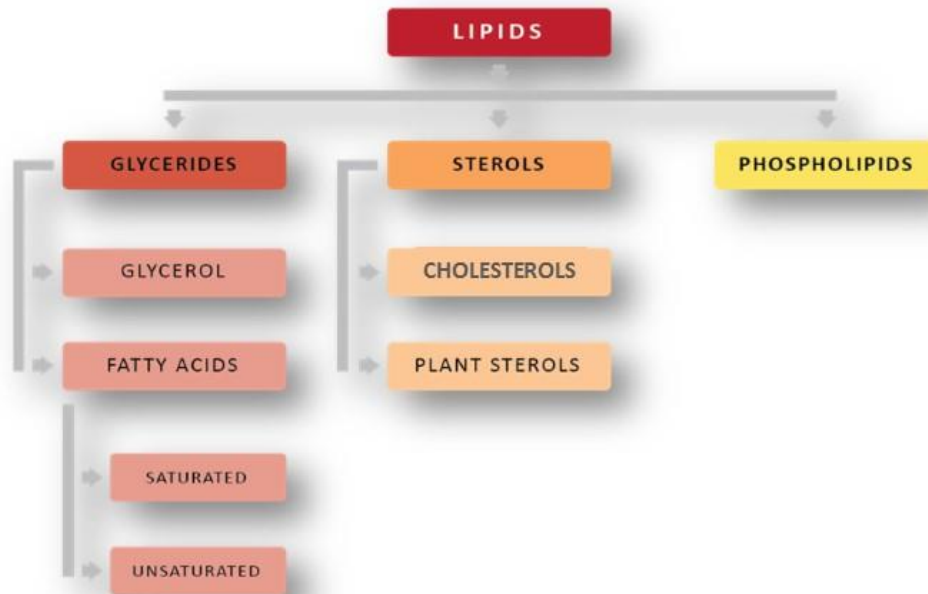 LIPIDS
GLYCERIDES
STEROLS
PHOSPHOLIPIDS
GLYCEROL
CHOLESTEROLS
FATTY ACIDS
PLANT STEROLS
SATURATED
UNSATURATED